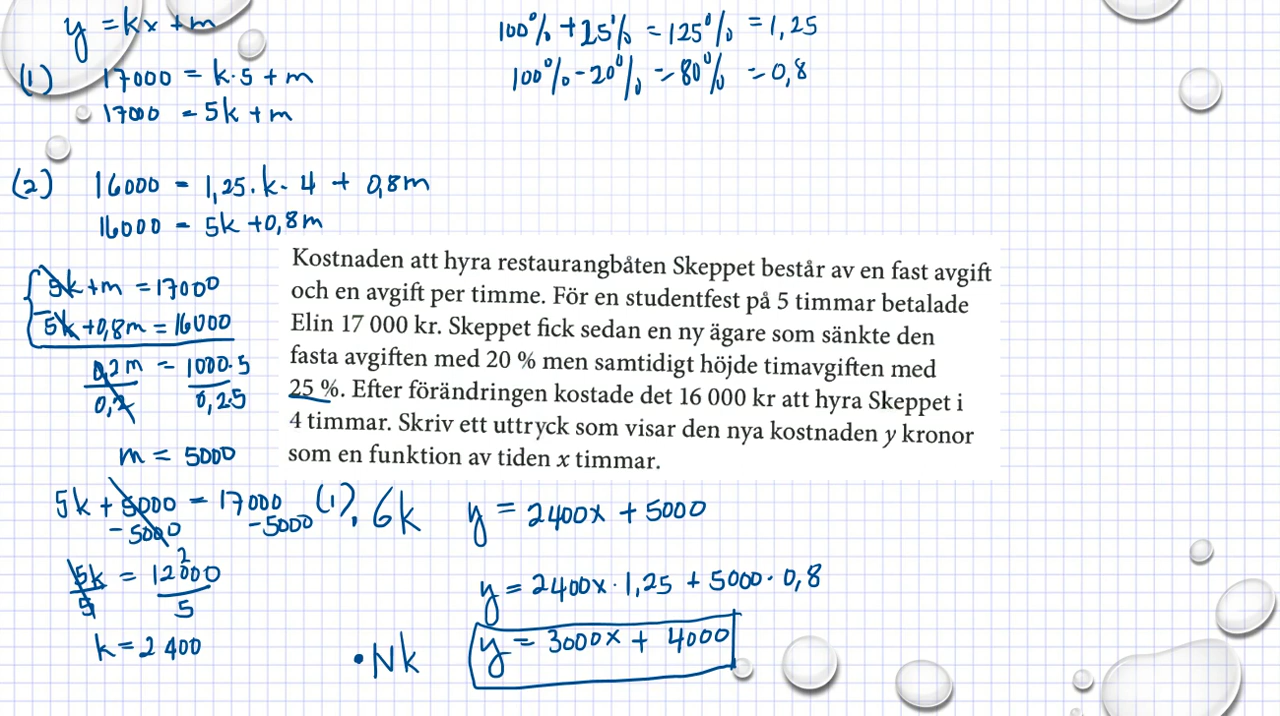 y = kx + m
(1) 17000 = k·5 + m
17000 = 5k + m
100% + 25% = 125% = 1,25
100% - 20% = 80% = 0,8
(2) 16000 = 1,25·k·4 + 0,8m
16000 = 5k + 0,8m
5k + m = 17000
5k + 0,8m = 16000
0,2m = 1000·5
0,2 0,2·5
m = 5000
5k + 5000 = 17000 (1)
-5000 -5000
5k = 12000
5 5
k = 2400
Kostnaden att hyra restaurangbåten Skeppet består av en fast avgift
och en avgift per timme. För en studentfest på 5 timmar betalade
Elin 17 000 kr. Skeppet fick sedan en ny ägare som sänkte den
fasta avgiften med 20 % men samtidigt höjde timavgiften med
25 %. Efter förändringen kostade det 16 000 kr att hyra Skeppet i
4 timmar. Skriv ett uttryck som visar den nya kostnaden y kronor
som en funktion av tiden x timmar.
. Gk y = 2400x + 5000
y = 2400x · 1,25 + 5000 · 0,8
• Nk y = 3000x + 4000